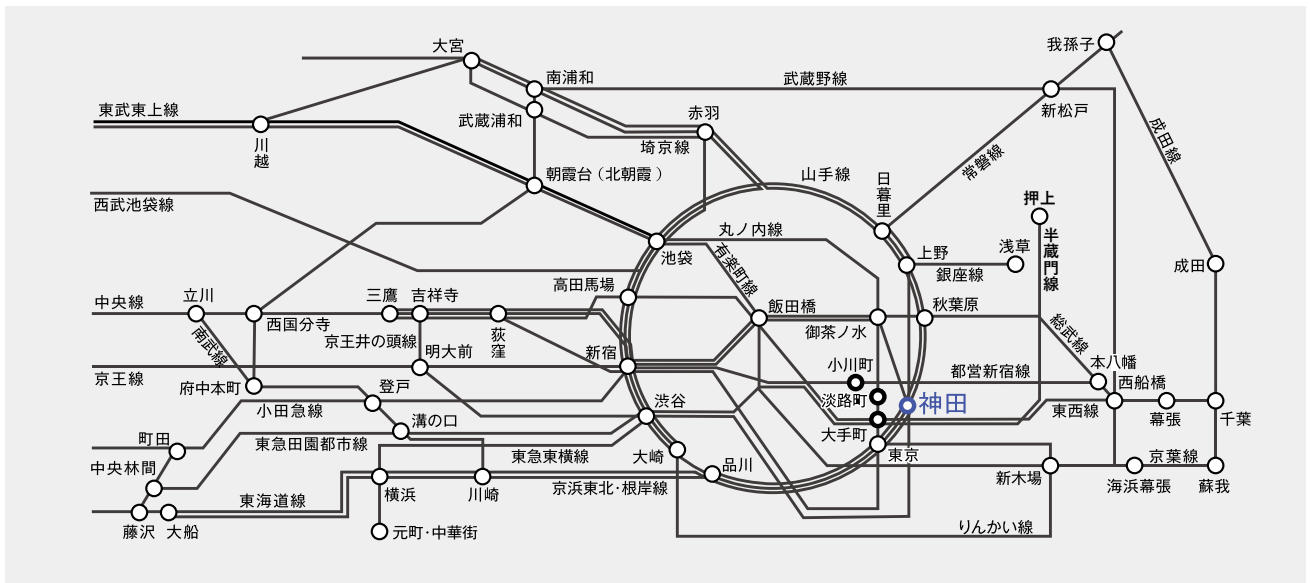 大宮
我孫子
南浦和
武蔵野線
東武東上線
川越
武蔵浦和
赤羽
埼京線
新松戸
成田線
朝霞台（北朝霞）
山手線
日暮里
常磐線
西武池袋線
押上
半蔵門線
丸ノ内線
池袋
有楽町線
上野
浅草
銀座線
成田
高田馬場
中央線
立川
三鷹
吉祥寺
飯田橋
秋葉原
西国分寺
南武線
京王井の頭線
荻窪
御茶ノ水
総武線
明大前
新宿
小川町
本八幡
京王線
府中本町
登戸
都営新宿線
西船橋
小田急線
渋谷
淡路町
神田
東西線
幕張
千葉
溝の口
町田
東急田園都市線
大手町
中央林間
東急東横線
大崎
品川
東京
京葉線
横浜
川崎
京浜東北･根岸線
新木場
海浜幕張
蘇我
東海道線
藤沢
大船
元町･中華街
りんかい線